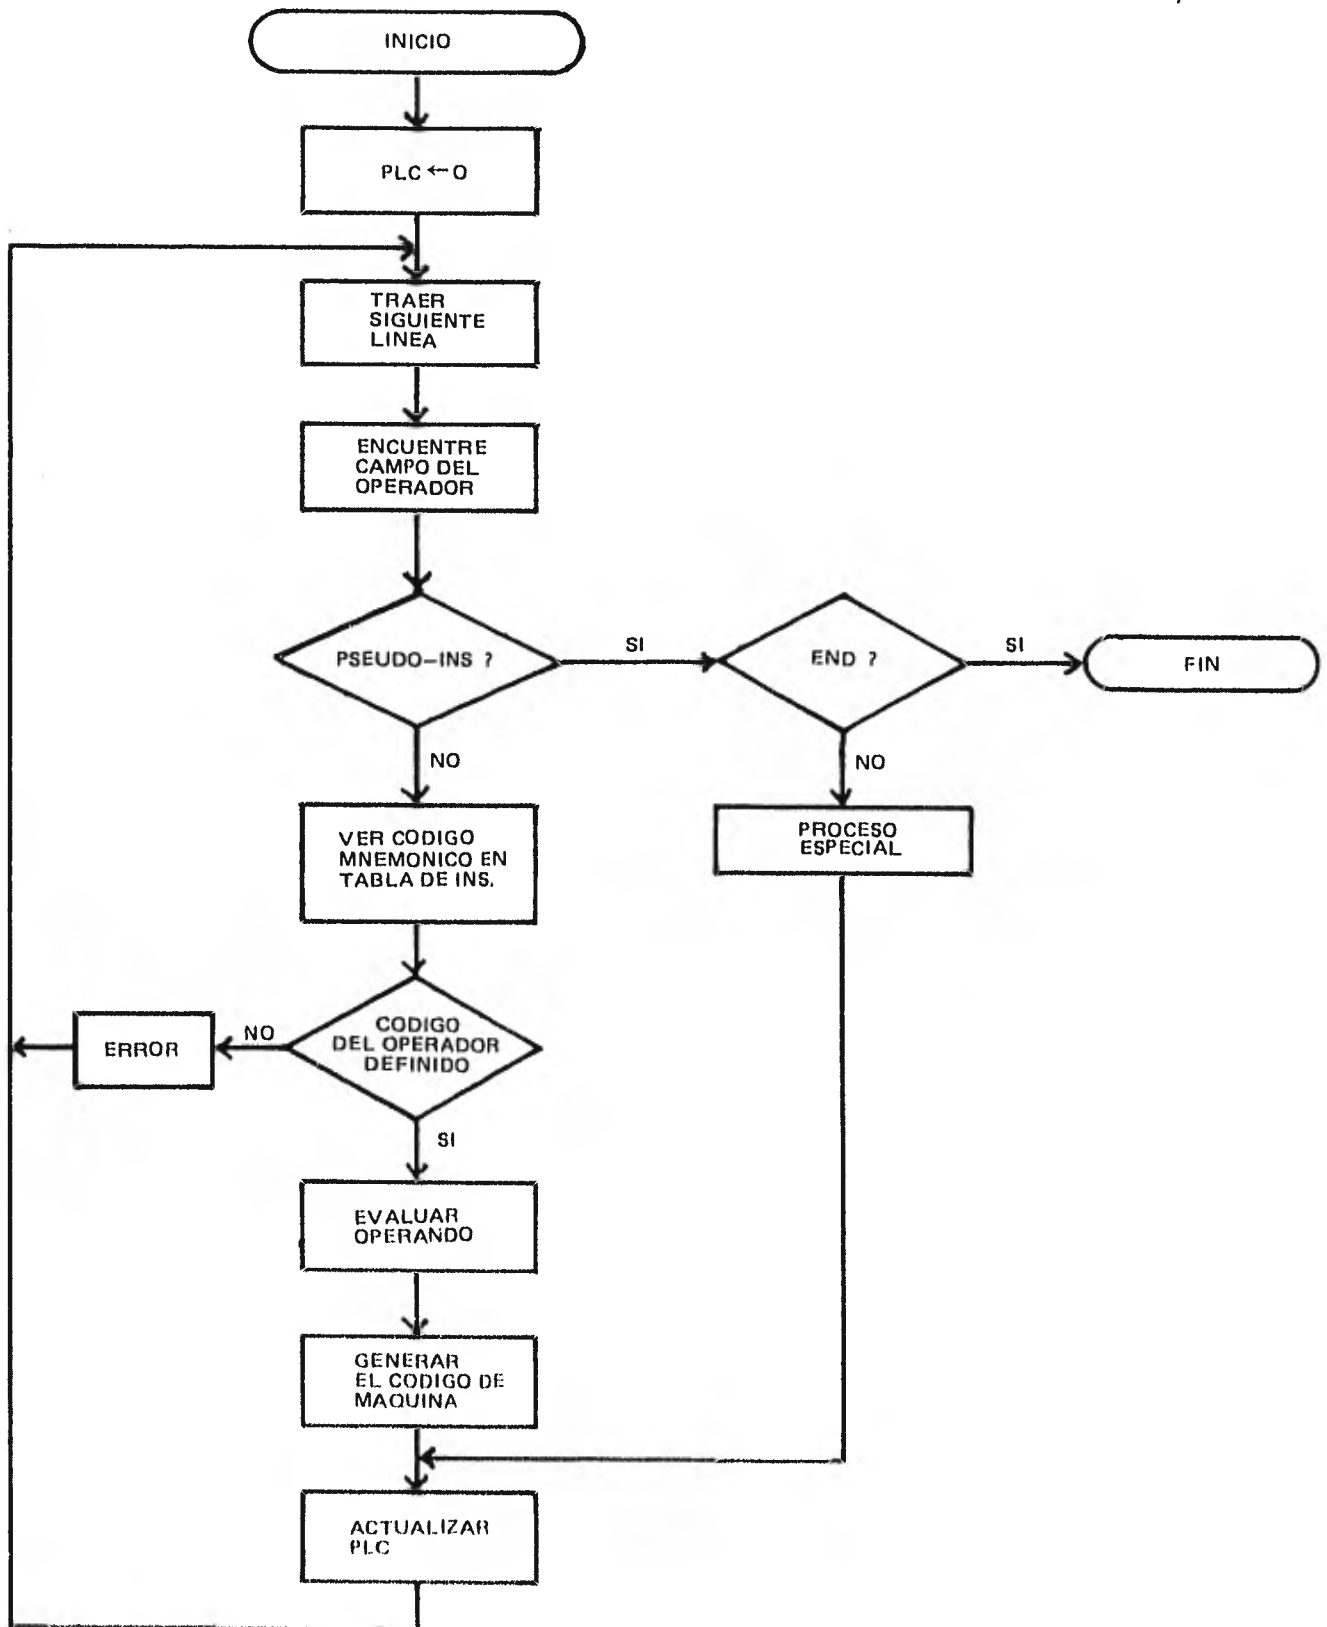 INICIO
PLC ← O
TRAER
SIGUIENTE
LINEA
ENCUENTRE
CAMPO DEL
OPERADOR
PSEUDO-INS ?
SI
END ?
SI
FIN
NO
NO
VER CODIGO
MNEMONICO EN
TABLA DE INS.
PROCESO
ESPECIAL
ERROR
NO
CODIGO
DEL OPERADOR
DEFINIDO
SI
EVALUAR
OPERANDO
GENERAR
EL CODIGO DE
MAQUINA
ACTUALIZAR
PLC